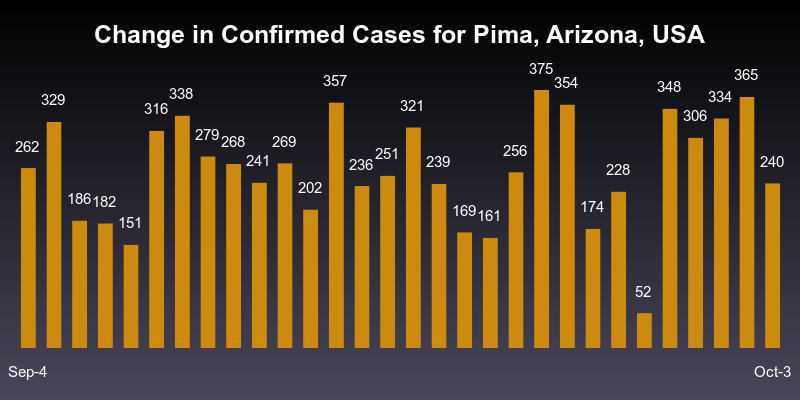 Change in Confirmed Cases for Pima, Arizona, USA
262 329 186 182 151 316 338 279 268 241 269 202 357 236 251 321 239 169 161 256 375 354 174 228 52 348 306 334 365 240
Sep-4 Oct-3